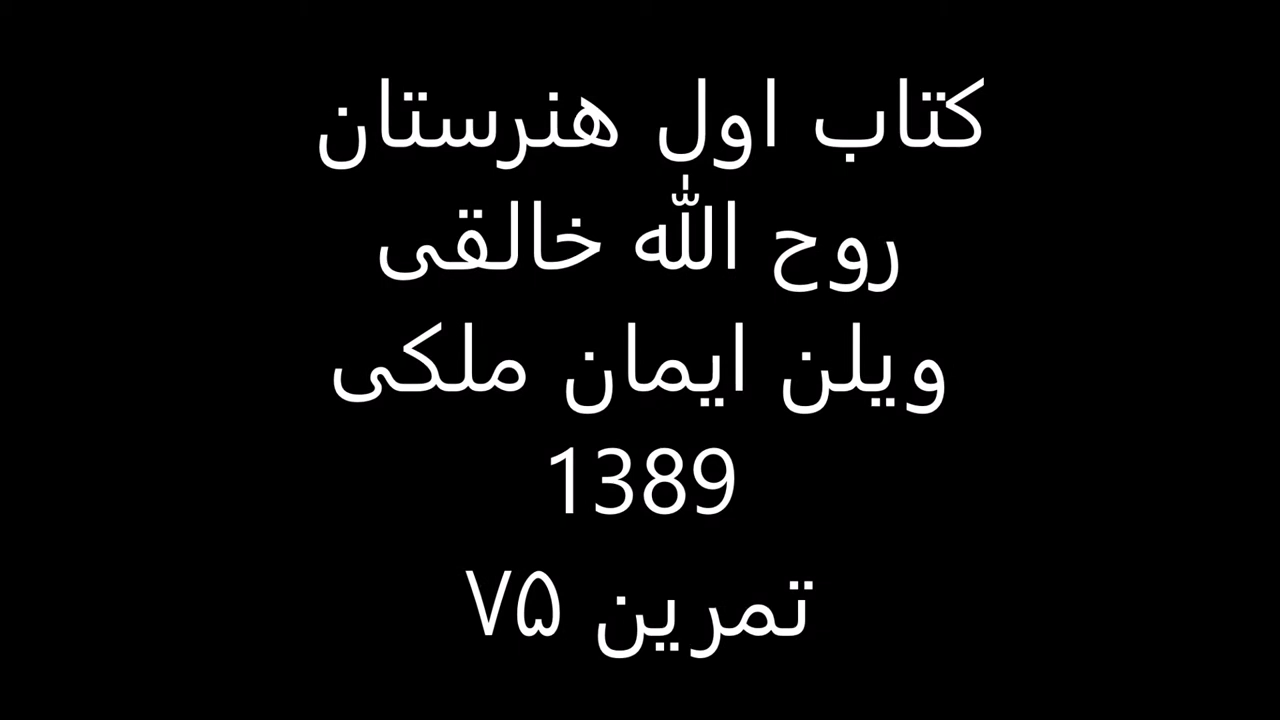 کتاب اول هنرستان
روح الله خالقی
ویلن ایمان ملکی
1389
تمرین ۷۵